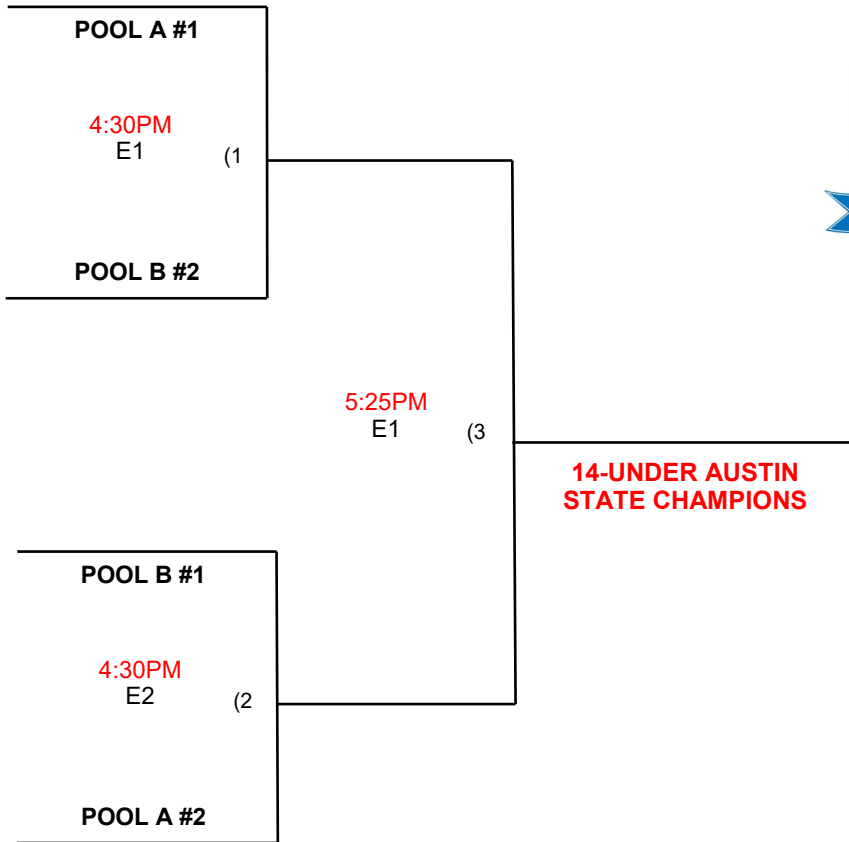 POOL A #1
4:30PM
E1 (1
POOL B #2
5:25PM
E1 (3
14-UNDER AUSTIN
STATE CHAMPIONS
POOL B #1
4:30PM
E2 (2
POOL A #2